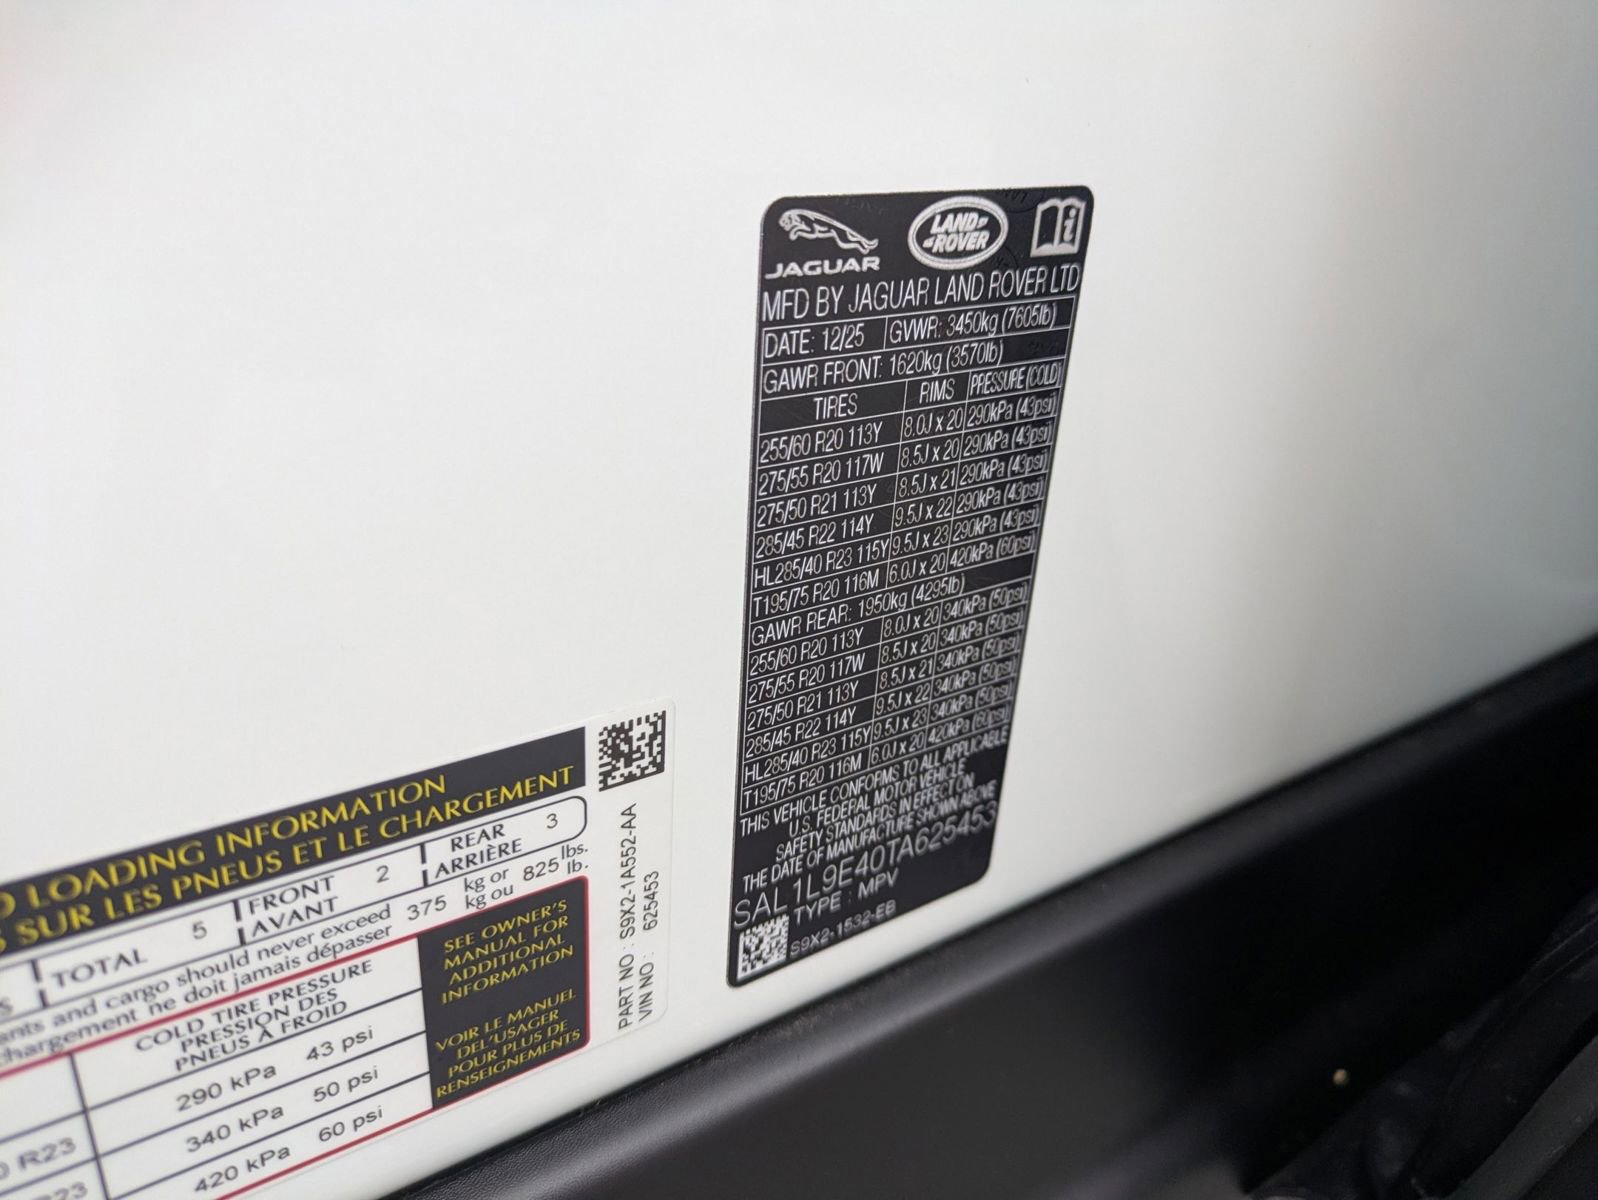 JAGUAR
LAND ROVER
MFD BY JAGUAR LAND ROVER LTD
DATE: 12/25 GVWR: 3450kg (7605lb)
GAWR FRONT: 1620kg (3570lb)
TIRES RIMS PRESSURE (COLD)
255/60 R20 113Y 8.0J x 20 290kPa (43psi)
275/55 R20 117W 8.5J x 20 290kPa (43psi)
275/50 R21 113Y 8.5J x 21 290kPa (43psi)
285/45 R22 114Y 9.5J x 22 290kPa (43psi)
HL285/40 R23 115Y 9.5J x 23 290kPa (43psi)
T195/75 R20 116M 6.0J x 20 420kPa (60psi)
GAWR REAR: 1950kg (4295lb)
255/60 R20 113Y 8.0J x 20 340kPa (50psi)
275/55 R20 117W 8.5J x 20 340kPa (50psi)
275/50 R21 113Y 8.5J x 21 340kPa (50psi)
285/45 R22 114Y 9.5J x 22 340kPa (50psi)
HL285/40 R23 115Y 9.5J x 23 340kPa (50psi)
T195/75 R20 116M 6.0J x 20 420kPa (60psi)
THIS VEHICLE CONFORMS TO ALL APPLICABLE
U.S. FEDERAL MOTOR VEHICLE
SAFETY STANDARDS IN EFFECT ON
THE DATE OF MANUFACTURE SHOWN ABOVE
SAL1L9E40TA625453
TYPE : MPV
S9X2-1532-EB
LOADING INFORMATION
SUR LES PNEUS ET LE CHARGEMENT
TOTAL 5 FRONT 2 REAR 3
AVANT ARRIÈRE
and cargo should never exceed 375 kg or 825 lbs.
ne doit jamais dépasser kg ou lb.
COLD TIRE PRESSURE
PRESSION DES
PNEUS À FROID
290 kPa 43 psi
R23 340 kPa 50 psi
R23 420 kPa 60 psi
SEE OWNER'S
MANUAL FOR
ADDITIONAL
INFORMATION
VOIR LE MANUEL
DEL'USAGER
POUR PLUS DE
RENSEIGNEMENTS
PART NO : S9X2-1A552-AA
VIN NO : 625453